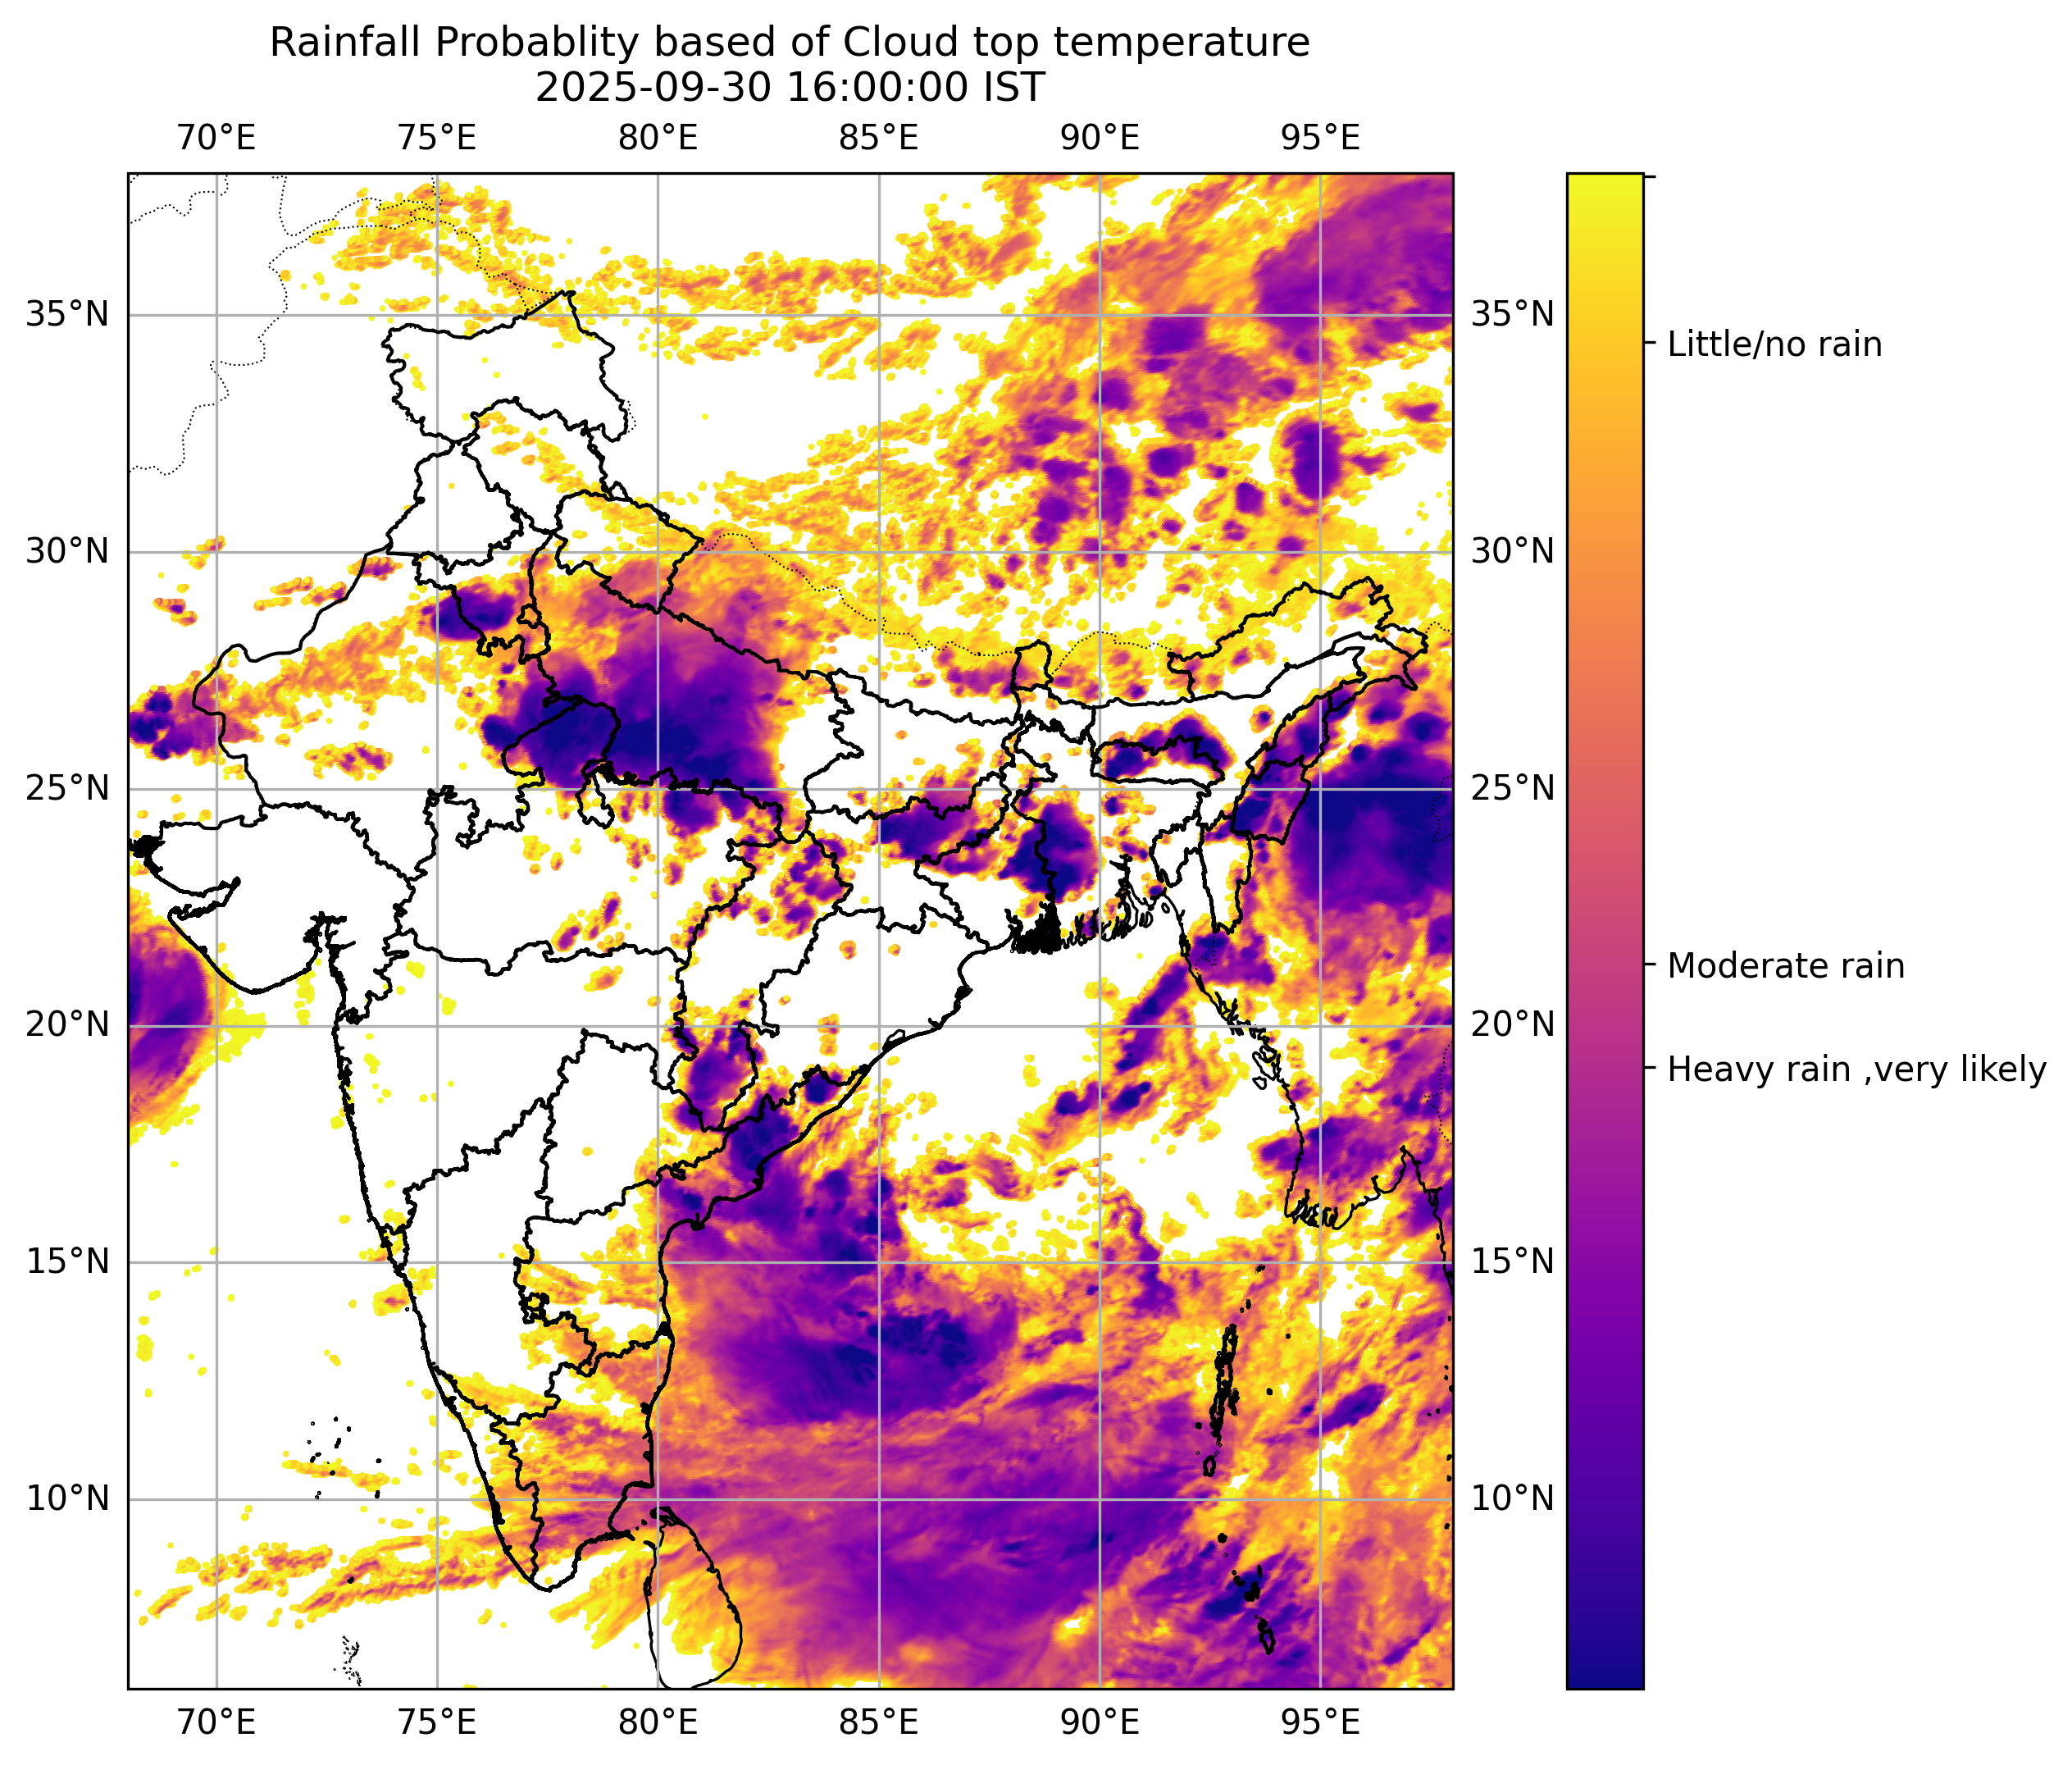 Rainfall Probablity based of Cloud top temperature
2025-09-30 16:00:00 IST
70°E 75°E 80°E 85°E 90°E 95°E
35°N 35°N Little/no rain
30°N 30°N
25°N 25°N
Moderate rain
20°N 20°N
Heavy rain ,very likely
15°N 15°N
10°N 10°N
70°E 75°E 80°E 85°E 90°E 95°E